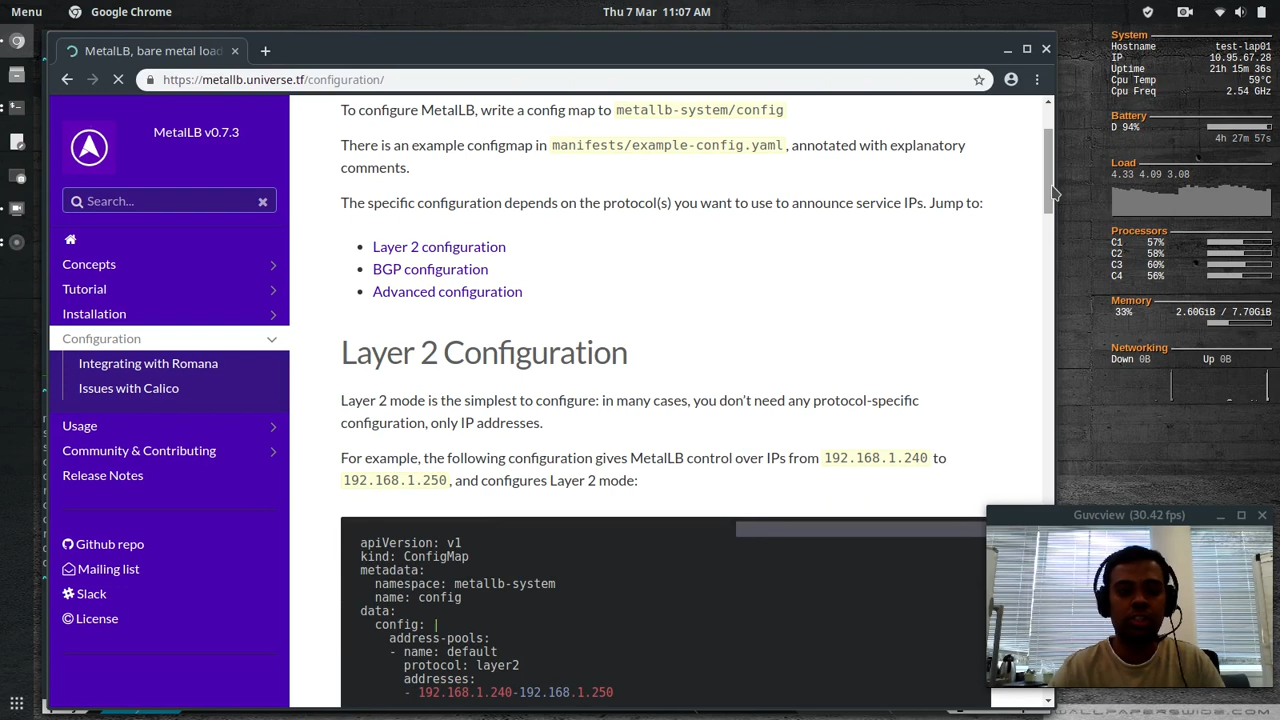 Menu
Google Chrome
Thu 7 Mar 11:07 AM
MetalLB, bare metal load
https://metallb.universe.tf/configuration/
MetalLB v0.7.3
Search...
Concepts
Tutorial
Installation
Configuration
Integrating with Romana
Issues with Calico
Usage
Community & Contributing
Release Notes
Github repo
Mailing list
Slack
License
To configure MetalLB, write a config map to metallb-system/config
There is an example configmap in manifests/example-config.yaml, annotated with explanatory
comments.
The specific configuration depends on the protocol(s) you want to use to announce service IPs. Jump to:
Layer 2 configuration
BGP configuration
Advanced configuration
Layer 2 Configuration
Layer 2 mode is the simplest to configure: in many cases, you don't need any protocol-specific
configuration, only IP addresses.
For example, the following configuration gives MetalLB control over IPs from 192.168.1.240 to
192.168.1.250, and configures Layer 2 mode:
apiVersion: v1
kind: ConfigMap
metadata:
namespace: metallb-system
name: config
data:
config: |
address-pools:
- name: default
protocol: layer2
addresses:
- 192.168.1.240-192.168.1.250
System
Hostname test-lap01
IP 10.95.67.28
Uptime 21h 15m 36s
Cpu Temp 59°C
Cpu Freq 2.54 GHz
Battery
D 94%
4h 27m 57s
Load
4.33 4.09 3.08
Processors
C1 57%
C2 58%
C3 60%
C4 56%
Memory
33% 2.60GiB / 7.70GiB
Networking
Down 0B Up 0B
Guvcview (30.42 fps)